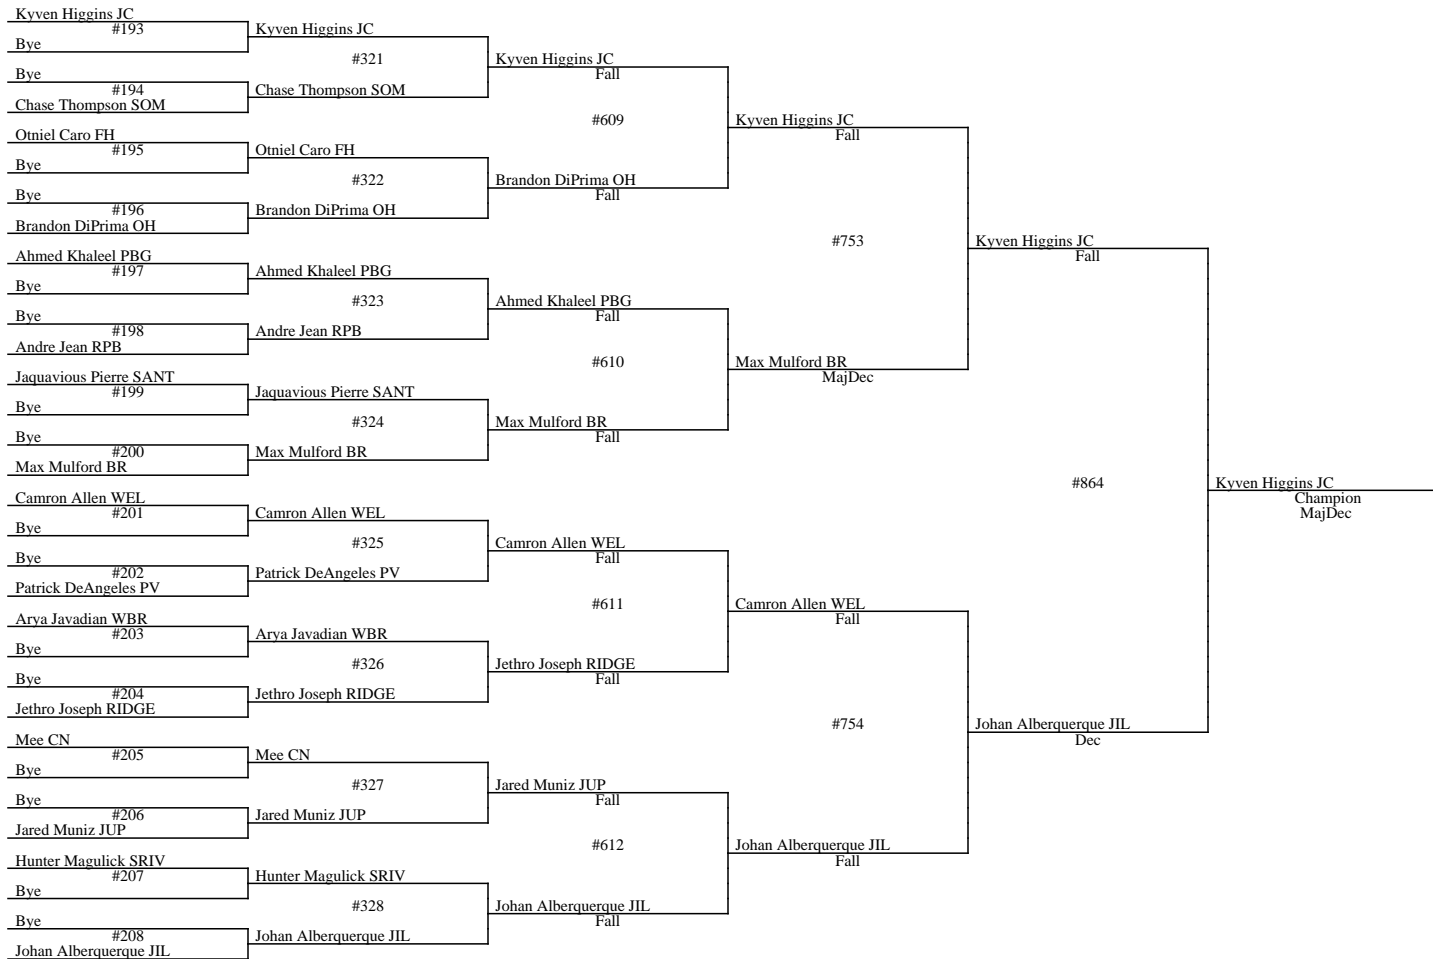 Kyven Higgins JC
#193
Bye
Bye
#194
Chase Thompson SOM
Otniel Caro FH
#195
Bye
Bye
#196
Brandon DiPrima OH
Ahmed Khaleel PBG
#197
Bye
Bye
#198
Andre Jean RPB
Jaquavious Pierre SANT
#199
Bye
Bye
#200
Max Mulford BR
Camron Allen WEL
#201
Bye
Bye
#202
Patrick DeAngeles PV
Arya Javadian WBR
#203
Bye
Bye
#204
Jethro Joseph RIDGE
Mee CN
#205
Bye
Bye
#206
Jared Muniz JUP
Hunter Magulick SRIV
#207
Bye
Bye
#208
Johan Alberquerque JIL
Kyven Higgins JC
#321
Chase Thompson SOM
Otniel Caro FH
#322
Brandon DiPrima OH
Ahmed Khaleel PBG
#323
Andre Jean RPB
Jaquavious Pierre SANT
#324
Max Mulford BR
Camron Allen WEL
#325
Patrick DeAngeles PV
Arya Javadian WBR
#326
Jethro Joseph RIDGE
Mee CN
#327
Jared Muniz JUP
Hunter Magulick SRIV
#328
Johan Alberquerque JIL
Kyven Higgins JC
Fall
#609
Brandon DiPrima OH
Fall
Ahmed Khaleel PBG
Fall
#610
Max Mulford BR
Fall
Camron Allen WEL
Fall
#611
Jethro Joseph RIDGE
Fall
Jared Muniz JUP
Fall
#612
Johan Alberquerque JIL
Fall
Kyven Higgins JC
Fall
#753
Max Mulford BR
MajDec
Camron Allen WEL
Fall
#754
Johan Alberquerque JIL
Fall
Kyven Higgins JC
Fall
#864
Johan Alberquerque JIL
Dec
Kyven Higgins JC
Champion
MajDec